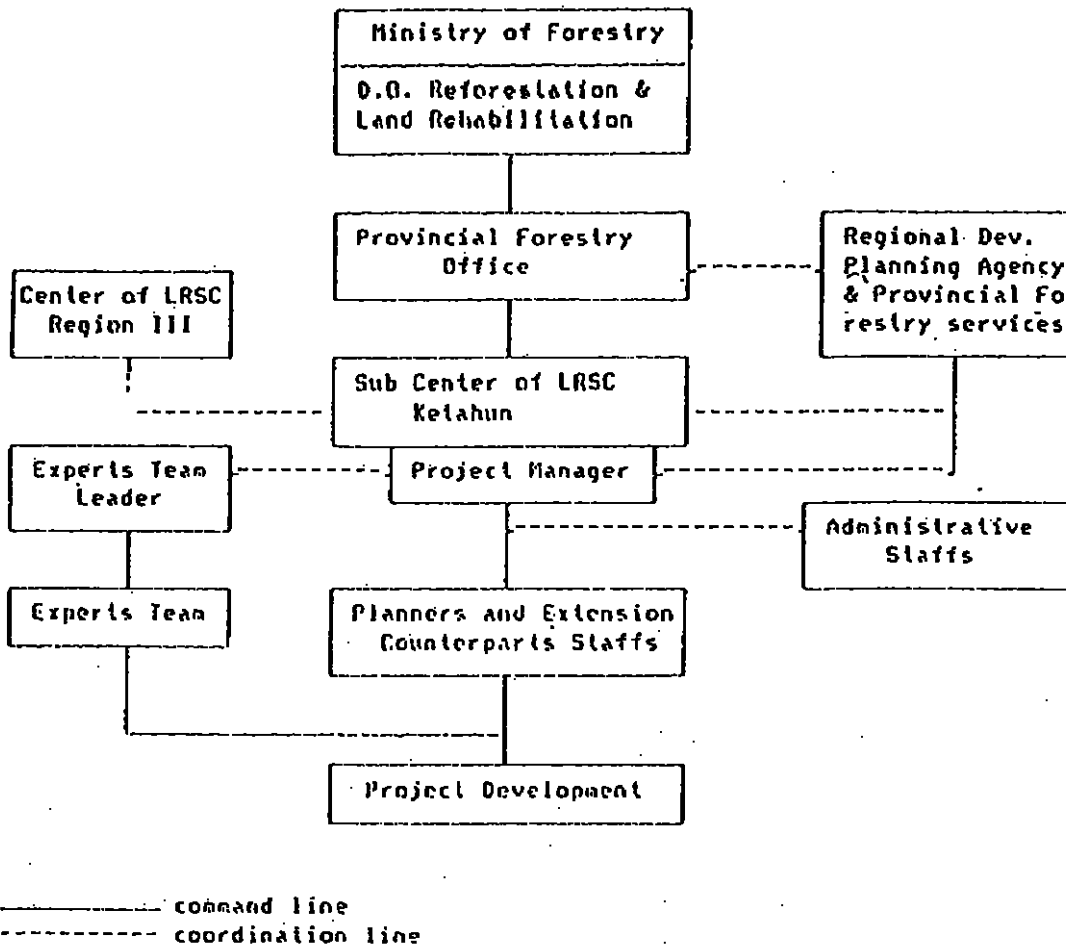 Ministry of Forestry
D.G. Reforestation &
Land Rehabilitation
Provincial Forestry
Office
Regional Dev.
Planning Agency
& Provincial Fo
restry services
Center of LRSC
Region III
Sub Center of LRSC
Ketahun
Experts Team
Leader
Project Manager
Administrative
Staffs
Experts Team
Planners and Extension
Counterparts Staffs
Project Development
command line
coordination line